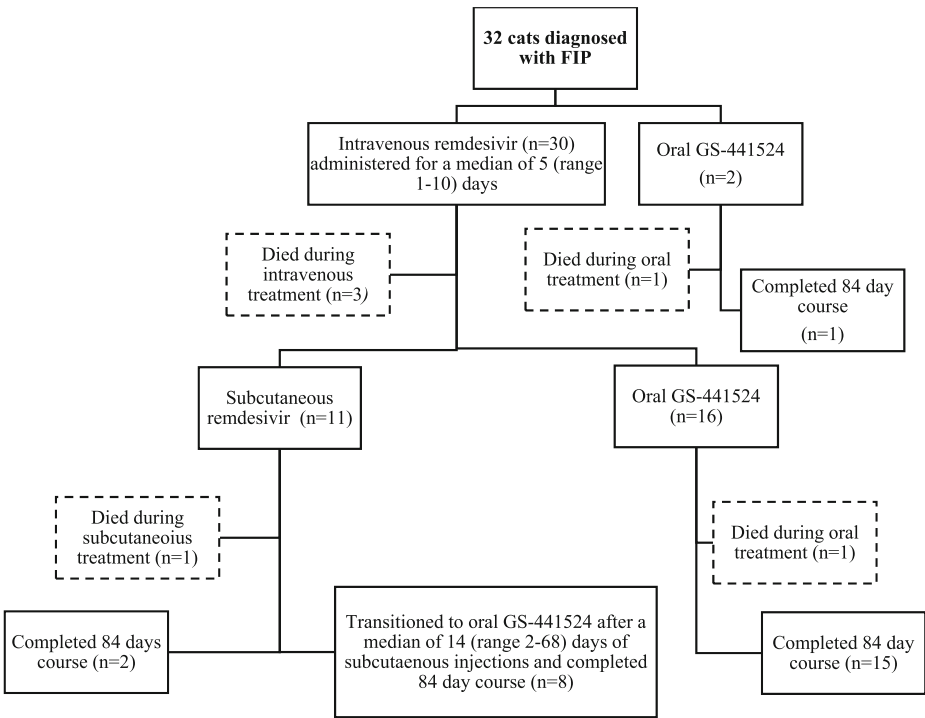 32 cats diagnosed
with FIP
Intravenous remdesivir (n=30)
administered for a median of 5 (range
1-10) days
Oral GS-441524
(n=2)
Died during
intravenous
treatment (n=3)
Died during oral
treatment (n=1)
Completed 84 day
course
(n=1)
Subcutaneous
remdesivir (n=11)
Oral GS-441524
(n=16)
Died during
subcutaneoius
treatment (n=1)
Died during oral
treatment (n=1)
Completed 84 days
course (n=2)
Transitioned to oral GS-441524 after a
median of 14 (range 2-68) days of
subcutaenous injections and completed
84 day course (n=8)
Completed 84 day
course (n=15)